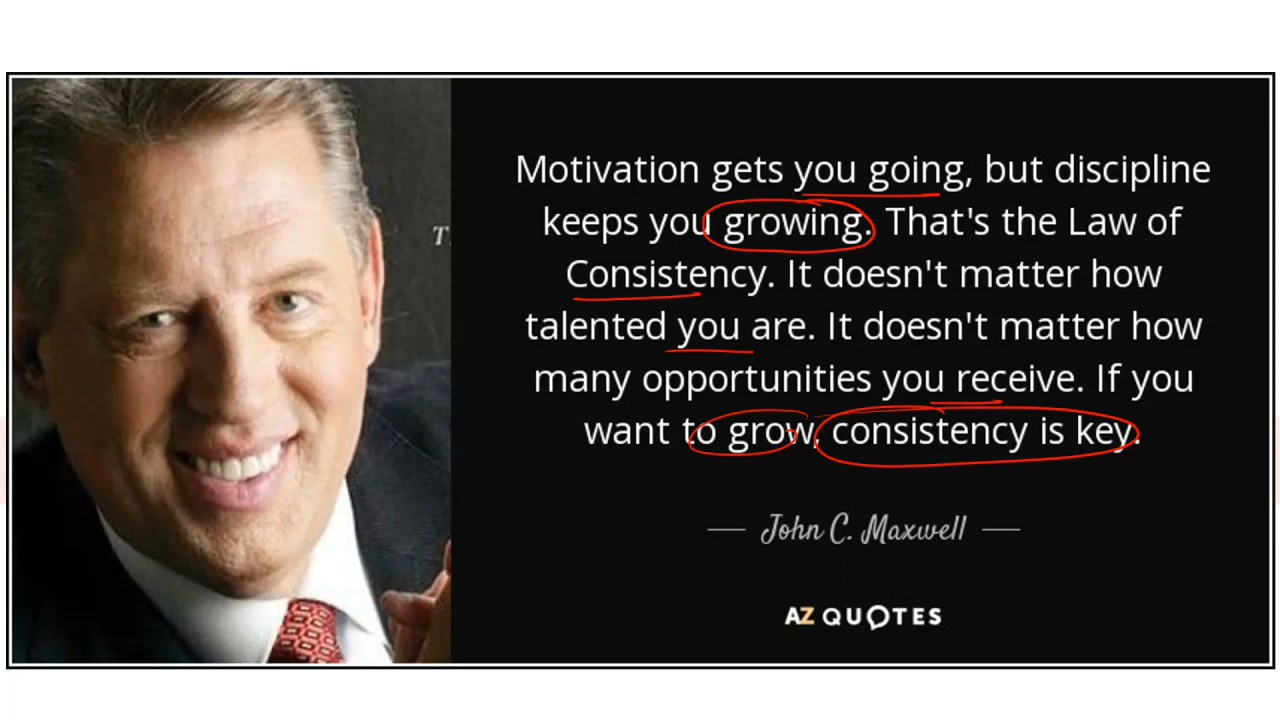 Motivation gets you going, but discipline
keeps you growing. That's the Law of
Consistency. It doesn't matter how
talented you are. It doesn't matter how
many opportunities you receive. If you
want to grow, consistency is key.
John C. Maxwell
AZ QUOTES